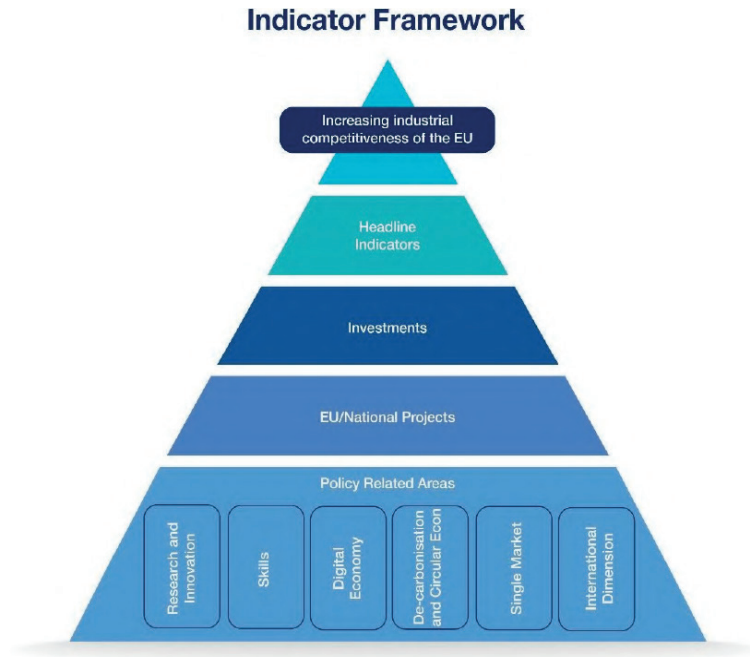 Indicator Framework
Increasing industrial
competitiveness of the EU
Headline
Indicators
Investments
EU/National Projects
Policy Related Areas
Research and
Innovation
Skills
Digital
Economy
De-carbonisation
and Circular Econ
Single Market
International
Dimension